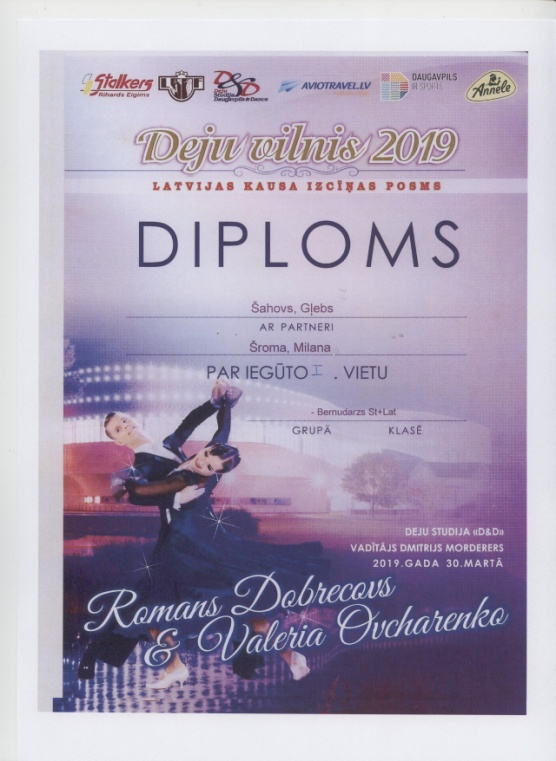 Stalkers
Rihards Eigims
LSDF
D&D
Deju
Studija
Daugavpils Dance
AVIOTRAVEL.LV
DAUGAVPILS
IR SPORTS
Annele
Deju vilnis 2019
LATVIJAS KAUSA IZCĪŅAS POSMS
DIPLOMS
Šahovs, Gļebs
AR PARTNERI
Šroma, Milana
PAR IEGŪTO I . VIETU
- Bernudarzs St+Lat
GRUPĀ KLASĒ
DEJU STUDIJA «D&D»
VADĪTĀJS DMITRIJS MORDERERS
2019.GADA 30.MARTĀ
Romans Dobrecovs
& Valeria Ovcharenko